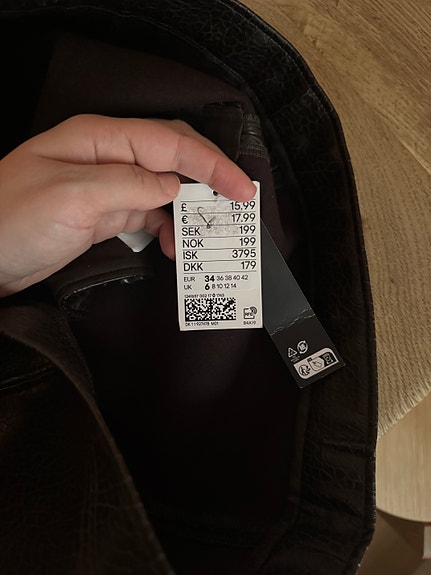 £ 15.99
€ 17.99
SEK 199
NOK 199
ISK 3795
DKK 179
EUR 34 36 38 40 42
UK 6 8 10 12 14